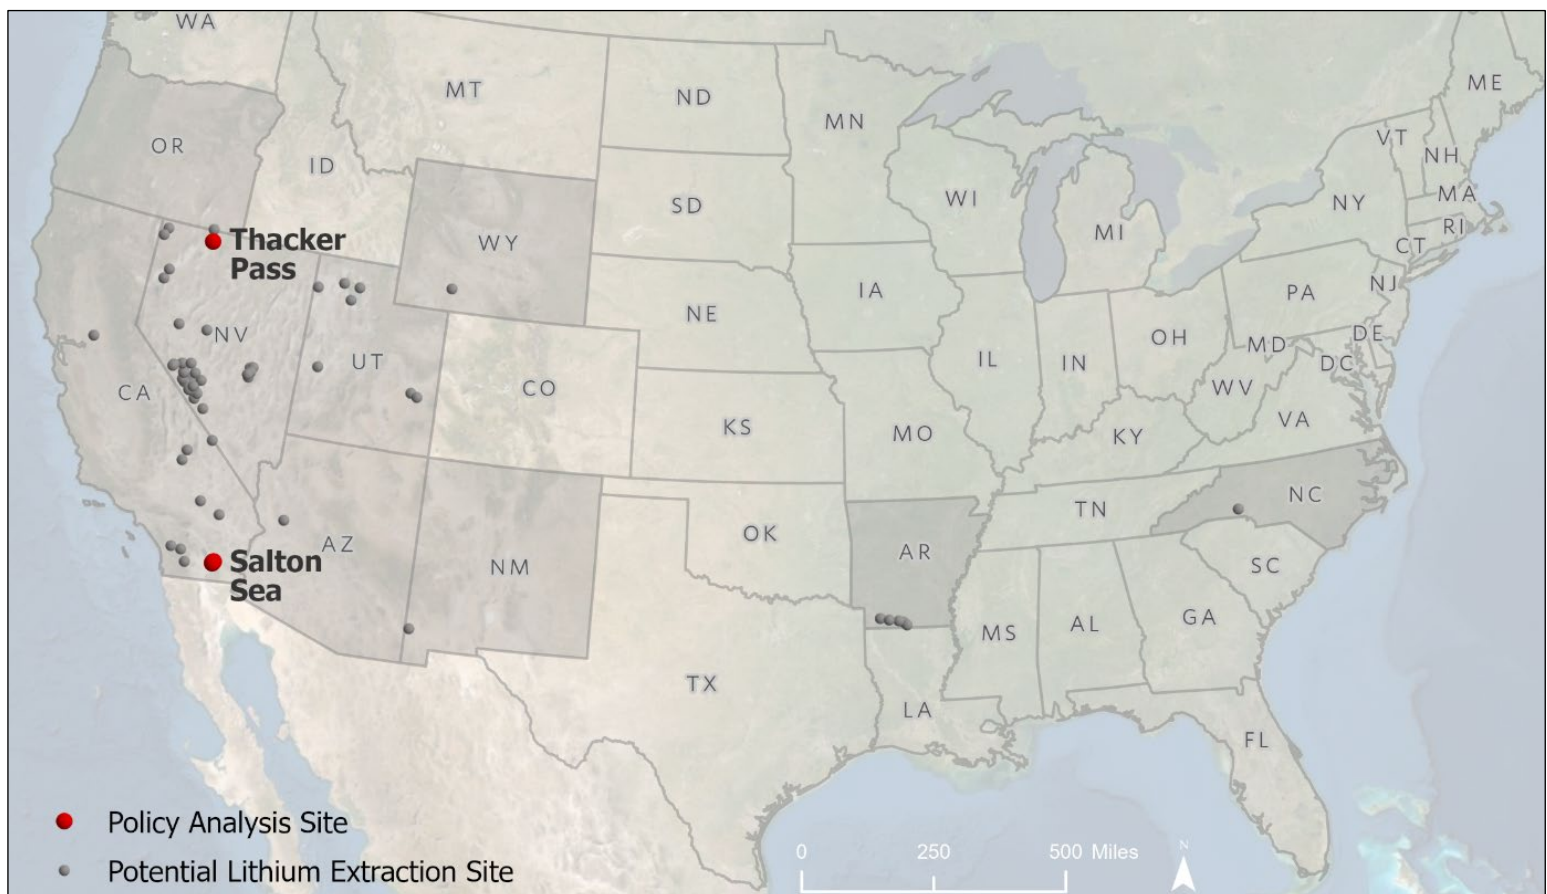 WA
MT
ND
MN
ME
OR
ID
VT
NH
SD
WI
NY
MA
MI
RI
WY
CT
Thacker
Pass
IA
PA
NJ
NE
NV
OH
DE
MD
UT
IL
IN
DC
CA
CO
WV
KS
MO
KY
VA
NC
TN
OK
AZ
AR
NM
SC
Salton
Sea
MS
AL
GA
TX
LA
FL
Policy Analysis Site
Potential Lithium Extraction Site
0 250 500 Miles
N